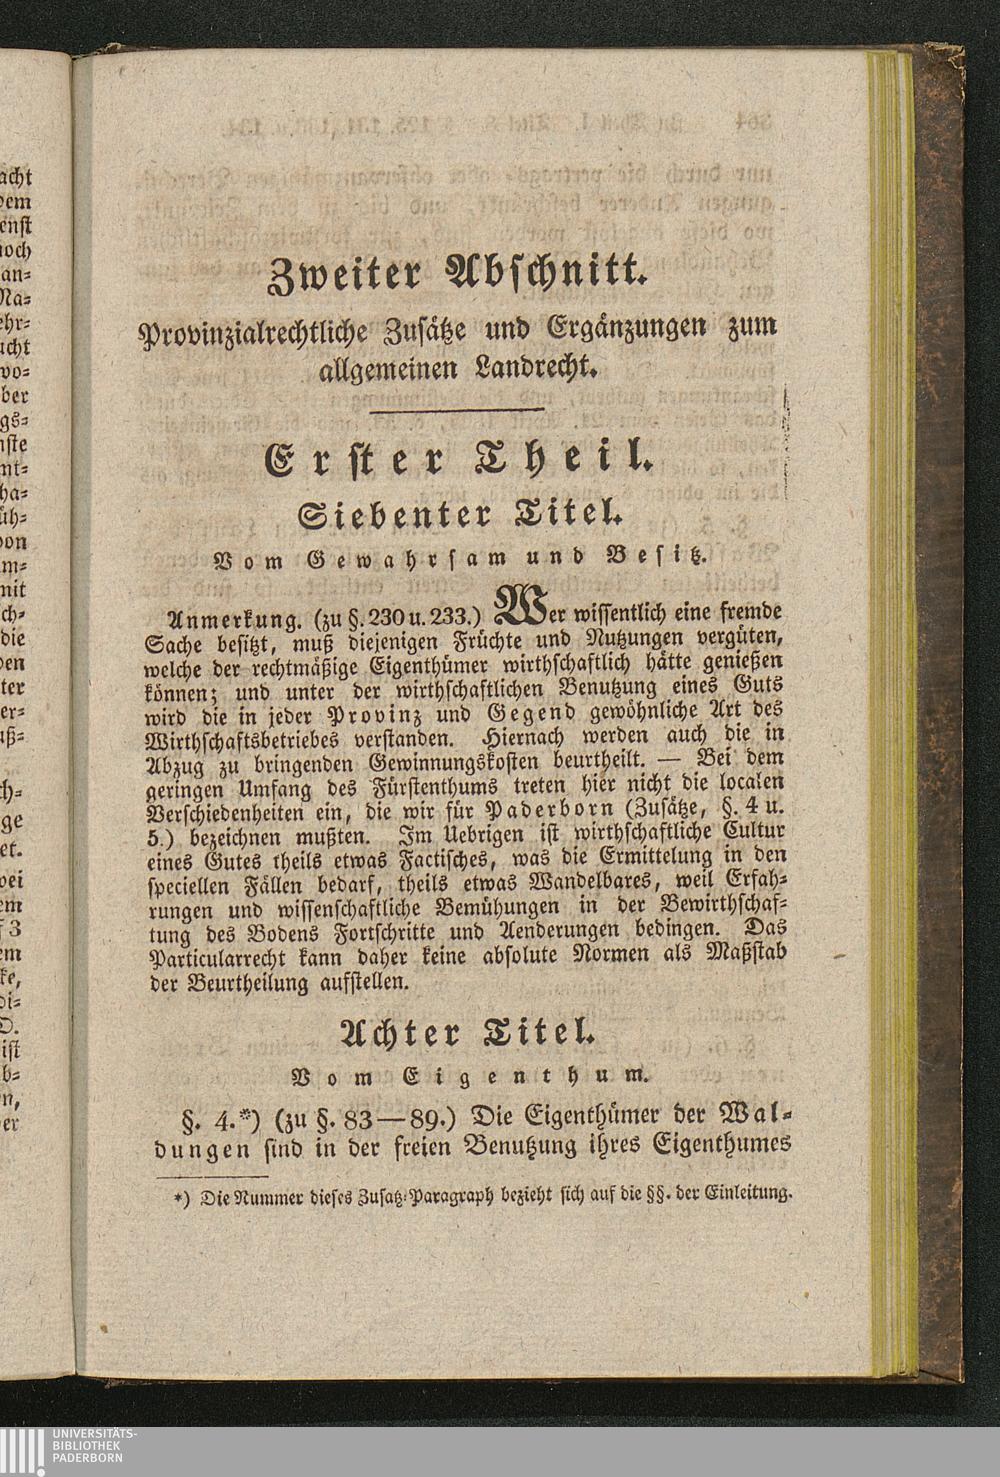 Zweiter Abschnitt.
Provinzialrechtliche Zusätze und Ergänzungen zum
allgemeinen Landrecht.
Erster Theil.
Siebenter Titel.
Vom Gewahrsam und Besitz.
Anmerkung. (zu §. 230 u. 233.) Wer wissentlich eine fremde
Sache besitzt, muß diejenigen Früchte und Nutzungen vergüten,
welche der rechtmäßige Eigenthümer wirthschaftlich hätte genießen
können; und unter der wirthschaftlichen Benutzung eines Guts
wird die in jeder Provinz und Gegend gewöhnliche Art des
Wirthschaftsbetriebes verstanden. Hiernach werden auch die in
Abzug zu bringenden Gewinnungskosten beurtheilt. — Bei dem
geringen Umfang des Fürstenthums treten hier nicht die localen
Verschiedenheiten ein, die wir für Paderborn (Zusätze, §. 4 u.
5.) bezeichnen mußten. Im Uebrigen ist wirthschaftliche Cultur
eines Gutes theils etwas Factisches, was die Ermittelung in den
speciellen Fällen bedarf, theils etwas Wandelbares, weil Erfah-
rungen und wissenschaftliche Bemühungen in der Bewirthschaf-
tung des Bodens Fortschritte und Aenderungen bedingen. Das
Particularrecht kann daher keine absolute Normen als Maßstab
der Beurtheilung aufstellen.
Achter Titel.
Vom Eigenthum.
§. 4.*) (zu §. 83—89.) Die Eigenthümer der Wal-
dungen sind in der freien Benutzung ihres Eigenthumes
*) Die Nummer dieses Zusatz-Paragraph bezieht sich auf die §§. der Einleitung.
UNIVERSITÄTS-
BIBLIOTHEK
PADERBORN